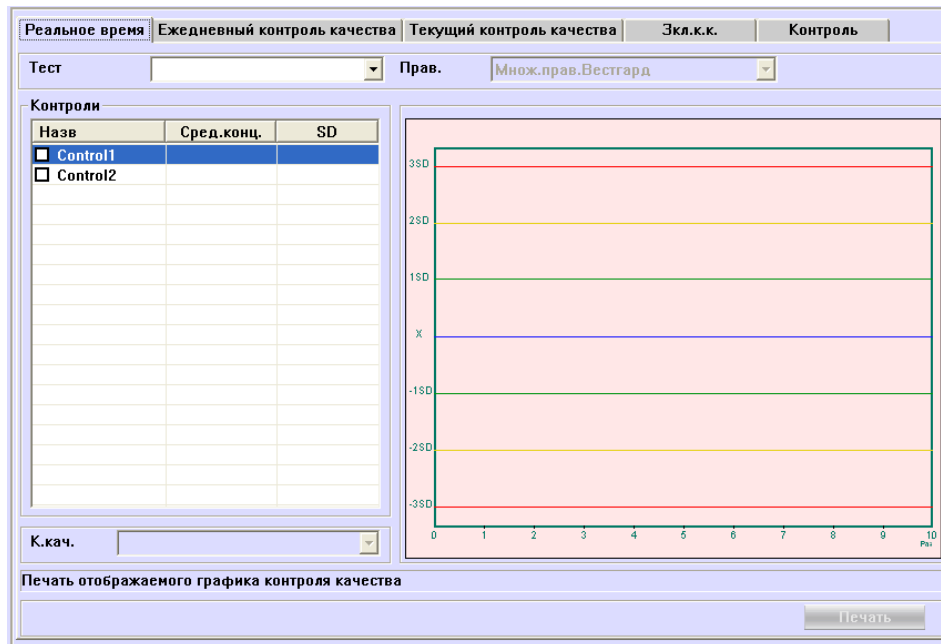 Реальное время Ежедневный контроль качества Текущий контроль качества Зкл.к.к. Контроль
Тест Прав. Множ.прав.Вестгард
Контроли
Назв Сред.конц. SD
Control1
Control2
3SD
2SD
1SD
X
-1SD
-2SD
-3SD
0 1 2 3 4 5 6 7 8 9 10
К.кач.
Печать отображаемого графика контроля качества
Печать